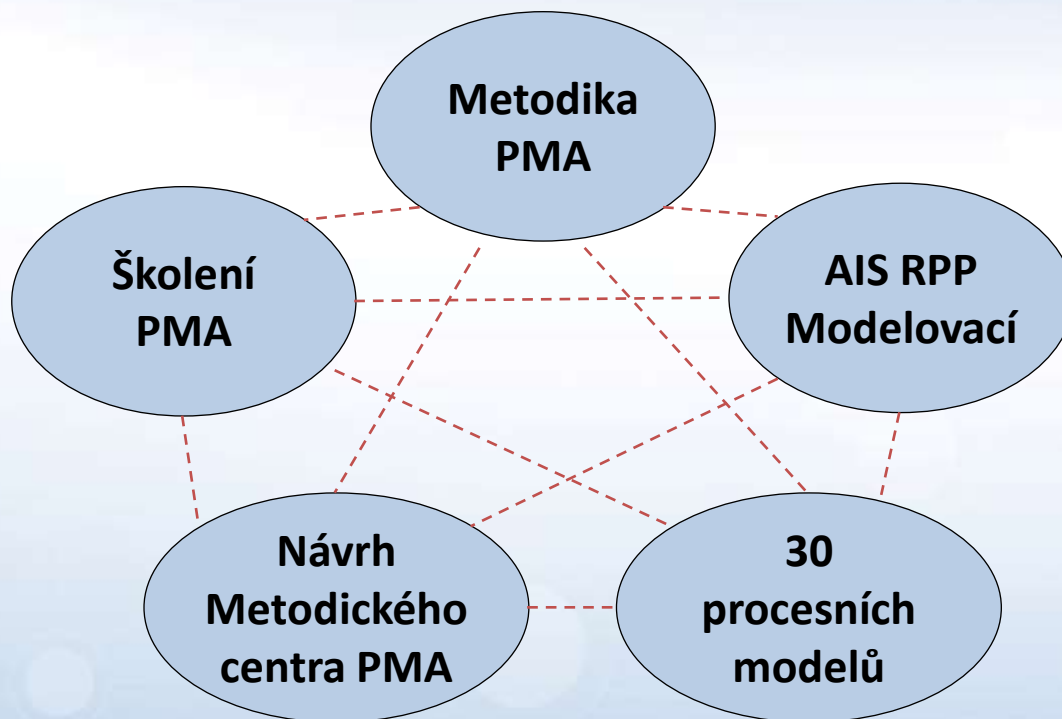 Metodika
PMA
Školení
PMA
AIS RPP
Modelovací
Návrh
Metodického
centra PMA
30
procesních
modelů